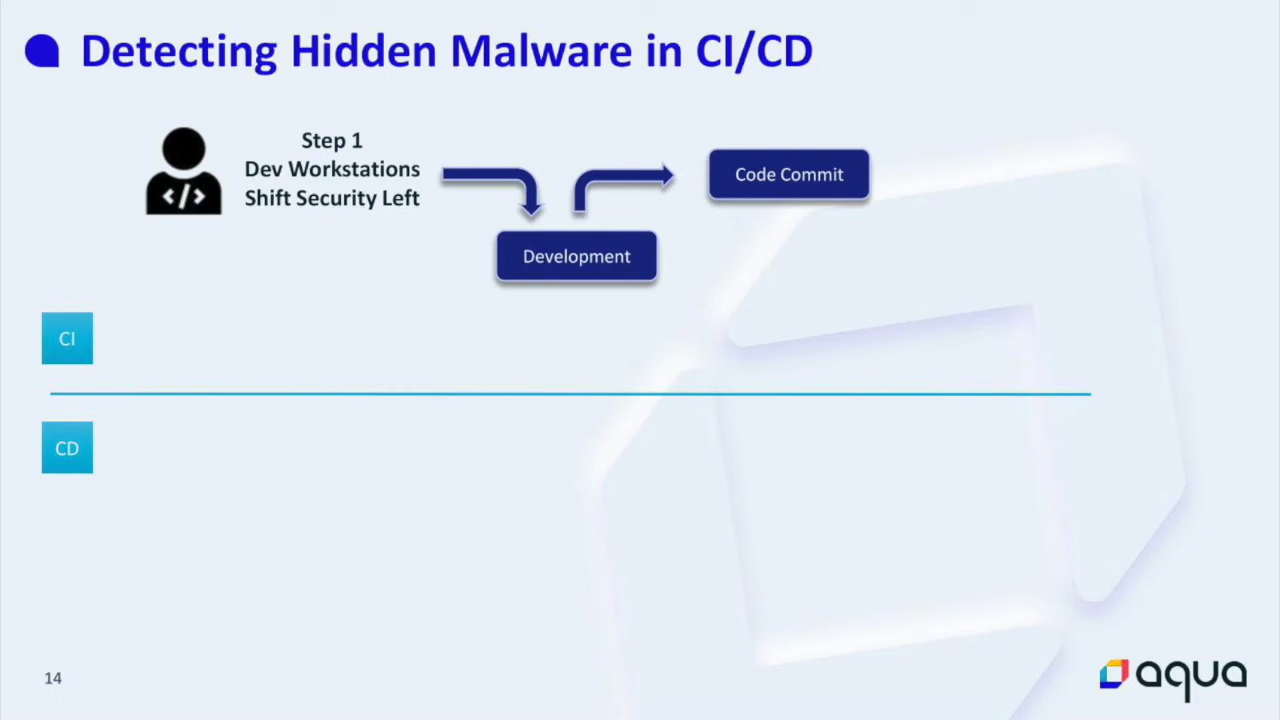 Detecting Hidden Malware in CI/CD
Step 1
Dev Workstations
Shift Security Left
</>
Code Commit
Development
CI
CD
14
aqua